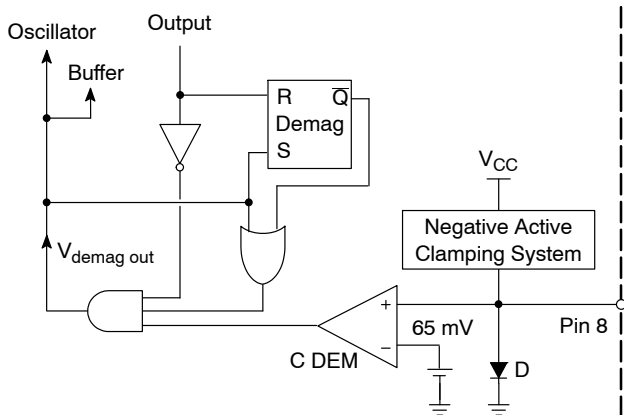 Output
Oscillator
Buffer
R Q̅
Demag
S
VCC
Negative Active
Clamping System
Vdemag out
+
65 mV
Pin 8
−
C DEM
D